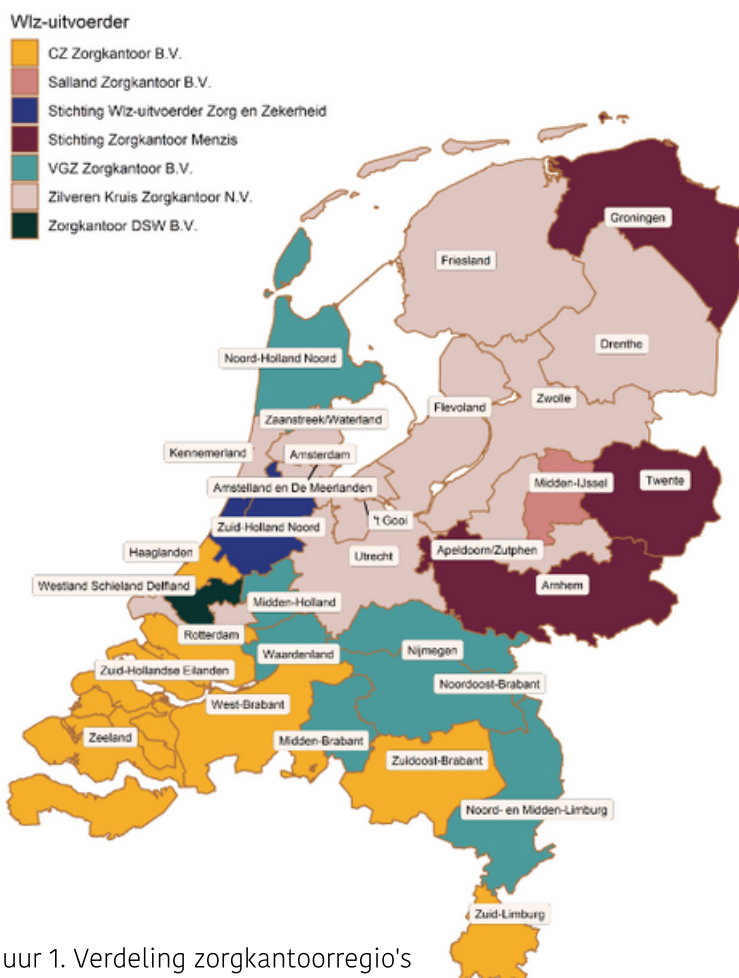 Wlz-uitvoerder
CZ Zorgkantoor B.V.
Salland Zorgkantoor B.V.
Stichting Wlz-uitvoerder Zorg en Zekerheid
Stichting Zorgkantoor Menzis
VGZ Zorgkantoor B.V.
Zilveren Kruis Zorgkantoor N.V.
Zorgkantoor DSW B.V.
Groningen
Friesland
Drenthe
Noord-Holland Noord
Zwolle
Flevoland
Zaanstreek/Waterland
Kennemerland
Amsterdam
Midden-IJssel
Twente
Amstelland en De Meerlanden
't Gooi
Zuid-Holland Noord
Haaglanden
Utrecht
Apeldoorn/Zutphen
Westland Schieland Delfland
Arnhem
Midden-Holland
Rotterdam
Waardenland
Nijmegen
Zuid-Hollandse Eilanden
Noordoost-Brabant
West-Brabant
Zeeland
Midden-Brabant
Zuidoost-Brabant
Noord- en Midden-Limburg
Zuid-Limburg
uur 1. Verdeling zorgkantoorregio's